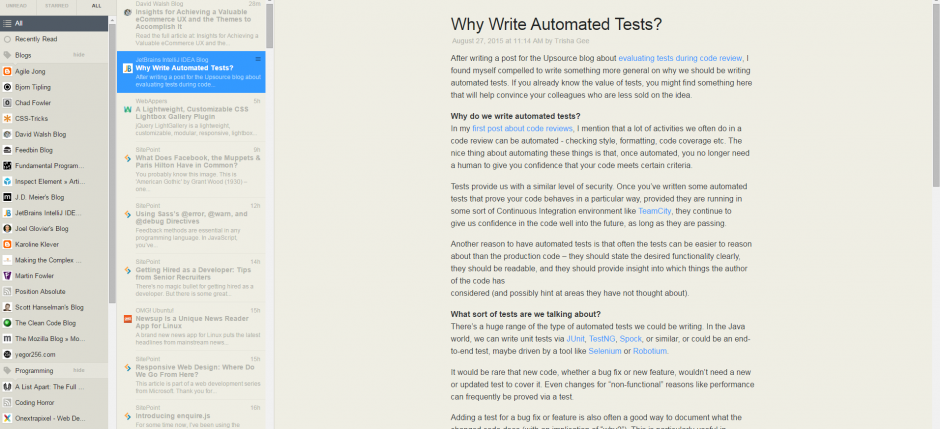 UNREAD STARRED ALL
All
Recently Read
Blogs hide
Agile Jong
Bjorn Tipling
Chad Fowler
CSS-Tricks
David Walsh Blog
Feedbin Blog
Fundamental Program...
Inspect Element » Arti...
J.D. Meier's Blog
JetBrains IntelliJ IDE...
Joel Glovier's Blog
Karoline Klever
Making the Complex ...
Martin Fowler
Position Absolute
Scott Hanselman's Blog
The Clean Code Blog
The Mozilla Blog » Mo...
yegor256.com
Programming hide
A List Apart: The Full ...
Coding Horror
Onextrapixel - Web De...
David Walsh Blog 28m
Insights for Achieving a Valuable
eCommerce UX and the Themes to
Accomplish It
Read the full article at: Insights for Achieving a
Valuable eCommerce UX and the...
JetBrains IntelliJ IDEA Blog
Why Write Automated Tests?
After writing a post for the Upsource blog about
evaluating tests during code...
WebAppers 5h
A Lightweight, Customizable CSS
Lightbox Gallery Plugin
jQuery LightGallery is a lightweight,
customizable, modular, responsive, lightbox...
SitePoint 9h
What Does Facebook, the Muppets &
Paris Hilton Have in Common?
You probably know this image. This is
'American Gothic' by Grant Wood (1930) –
one...
SitePoint 12h
Using Sass's @error, @warn, and
@debug Directives
Feedback methods are essential in any
programming language. In JavaScript,
you've...
SitePoint 14h
Getting Hired as a Developer: Tips
from Senior Recruiters
There's no magic bullet for getting hired as a
developer. But there is some great...
OMG! Ubuntu! 15h
Newsup is a Unique News Reader
App for Linux
A brand new news app for Linux puts the latest
headlines from mainstream news...
SitePoint 15h
Responsive Web Design: Where Do
We Go From Here?
This article is part of a web development series
from Microsoft. Thank you for...
SitePoint 16h
Introducing enquire.js
For some time now, I've been using the
Why Write Automated Tests?
August 27, 2015 at 11:14 AM by Trisha Gee
After writing a post for the Upsource blog about evaluating tests during code review, I
found myself compelled to write something more general on why we should be writing
automated tests. If you already know the value of tests, you might find something here
that will help convince your colleagues who are less sold on the idea.
Why do we write automated tests?
In my first post about code reviews, I mention that a lot of activities we often do in a
code review can be automated - checking style, formatting, code coverage etc. The
nice thing about automating these things is that, once automated, you no longer need
a human to give you confidence that your code meets certain criteria.
Tests provide us with a similar level of security. Once you've written some automated
tests that prove your code behaves in a particular way, provided they are running in
some sort of Continuous Integration environment like TeamCity, they continue to
give us confidence in the code well into the future, as long as they are passing.
Another reason to have automated tests is that often the tests can be easier to reason
about than the production code – they should state the desired functionality clearly,
they should be readable, and they should provide insight into which things the author
of the code has
considered (and possibly hint at areas they have not thought about).
What sort of tests are we talking about?
There's a huge range of the type of automated tests we could be writing. In the Java
world, we can write unit tests via JUnit, TestNG, Spock, or similar, or could be an end-
to-end test, maybe driven by a tool like Selenium or Robotium.
It would be rare that new code, whether a bug fix or new feature, wouldn't need a new
or updated test to cover it. Even changes for "non-functional" reasons like performance
can frequently be proved via a test.
Adding a test for a bug fix or feature is also often a good way to document what the